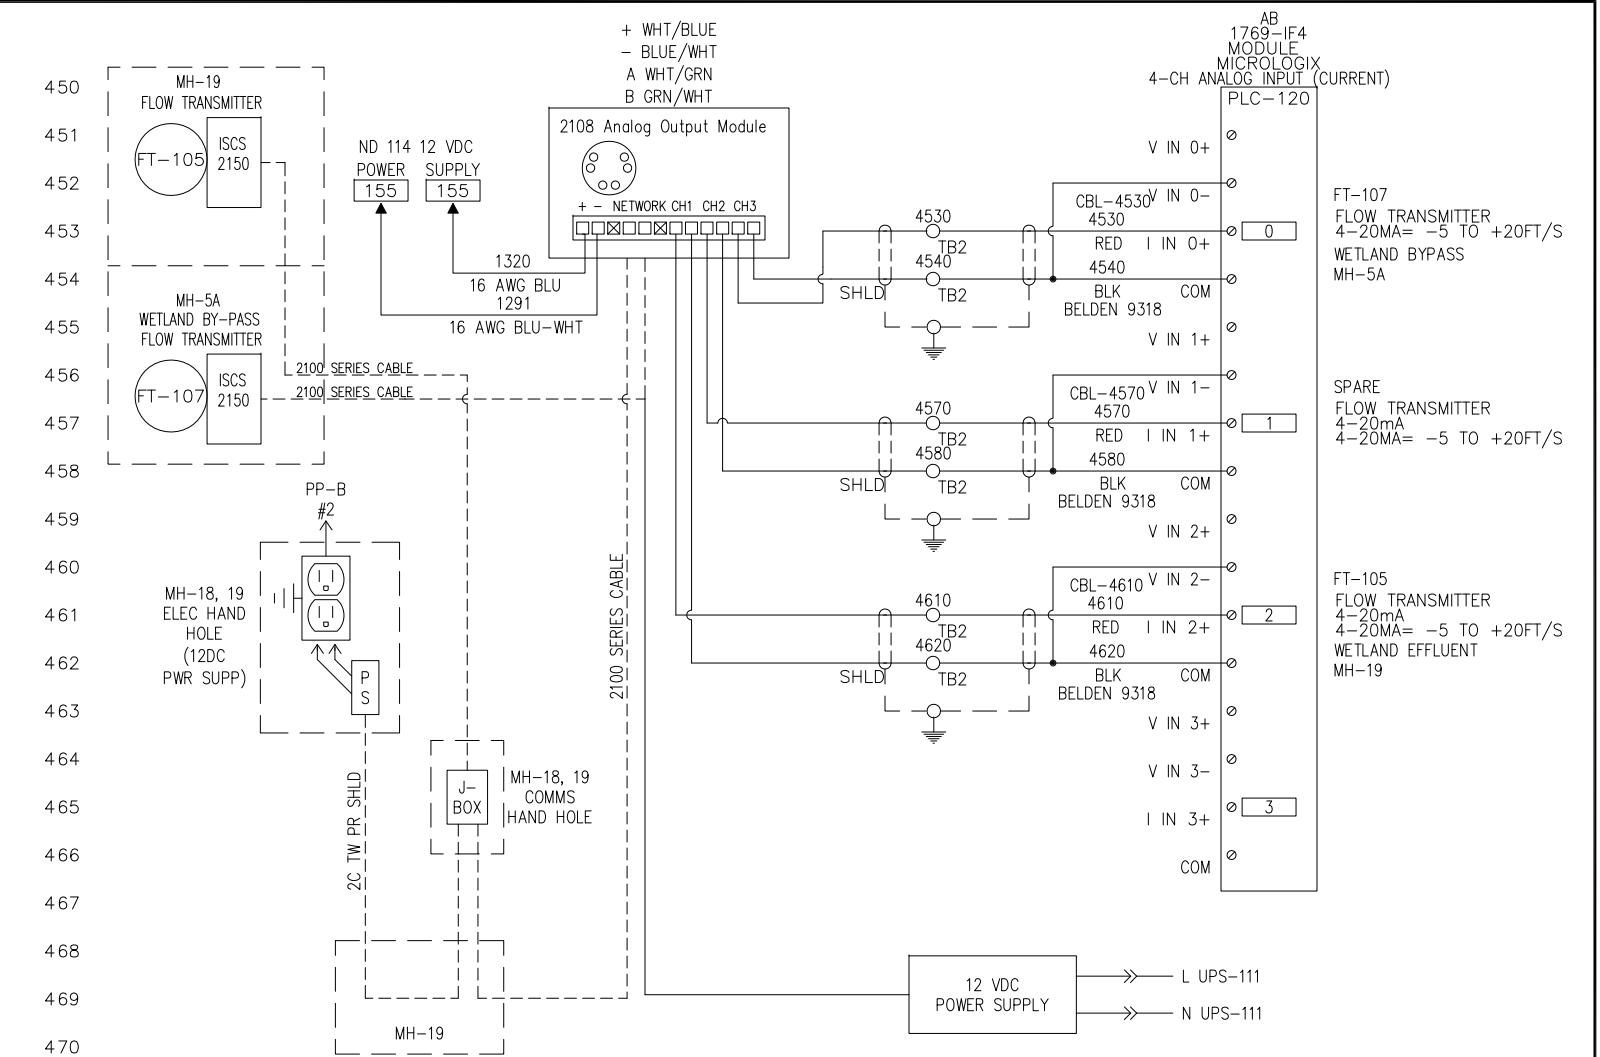 450
451
452
453
454
455
456
457
458
459
460
461
462
463
464
465
466
467
468
469
470
MH-19
FLOW TRANSMITTER
FT-105
ISCS
2150
MH-5A
WETLAND BY-PASS
FLOW TRANSMITTER
FT-107
ISCS
2150
2100 SERIES CABLE
2100 SERIES CABLE
ND 114 12 VDC
POWER SUPPLY
155
155
+ WHT/BLUE
- BLUE/WHT
A WHT/GRN
B GRN/WHT
2108 Analog Output Module
+ - NETWORK CH1 CH2 CH3
1320
16 AWG BLU
1291
16 AWG BLU-WHT
PP-B
#2
MH-18, 19
ELEC HAND
HOLE
(12DC
PWR SUPP)
P
S
2C TW PR SHLD
2100 SERIES CABLE
J-
BOX
MH-18, 19
COMMS
HAND HOLE
MH-19
4530
TB2
4540
TB2
SHLD
CBL-4530
4530
RED
4540
BLK
BELDEN 9318
4570
TB2
4580
TB2
SHLD
CBL-4570
4570
RED
4580
BLK
BELDEN 9318
4610
TB2
4620
TB2
SHLD
CBL-4610
4610
RED
4620
BLK
BELDEN 9318
AB
1769-IF4
MODULE
MICROLOGIX
4-CH ANALOG INPUT (CURRENT)
PLC-120
V IN 0+
V IN 0-
I IN 0+
COM
V IN 1+
V IN 1-
I IN 1+
COM
V IN 2+
V IN 2-
I IN 2+
COM
V IN 3+
V IN 3-
I IN 3+
COM
0
1
2
3
FT-107
FLOW TRANSMITTER
4-20MA= -5 TO +20FT/S
WETLAND BYPASS
MH-5A
SPARE
FLOW TRANSMITTER
4-20mA
4-20MA= -5 TO +20FT/S
FT-105
FLOW TRANSMITTER
4-20mA
4-20MA= -5 TO +20FT/S
WETLAND EFFLUENT
MH-19
12 VDC
POWER SUPPLY
L UPS-111
N UPS-111